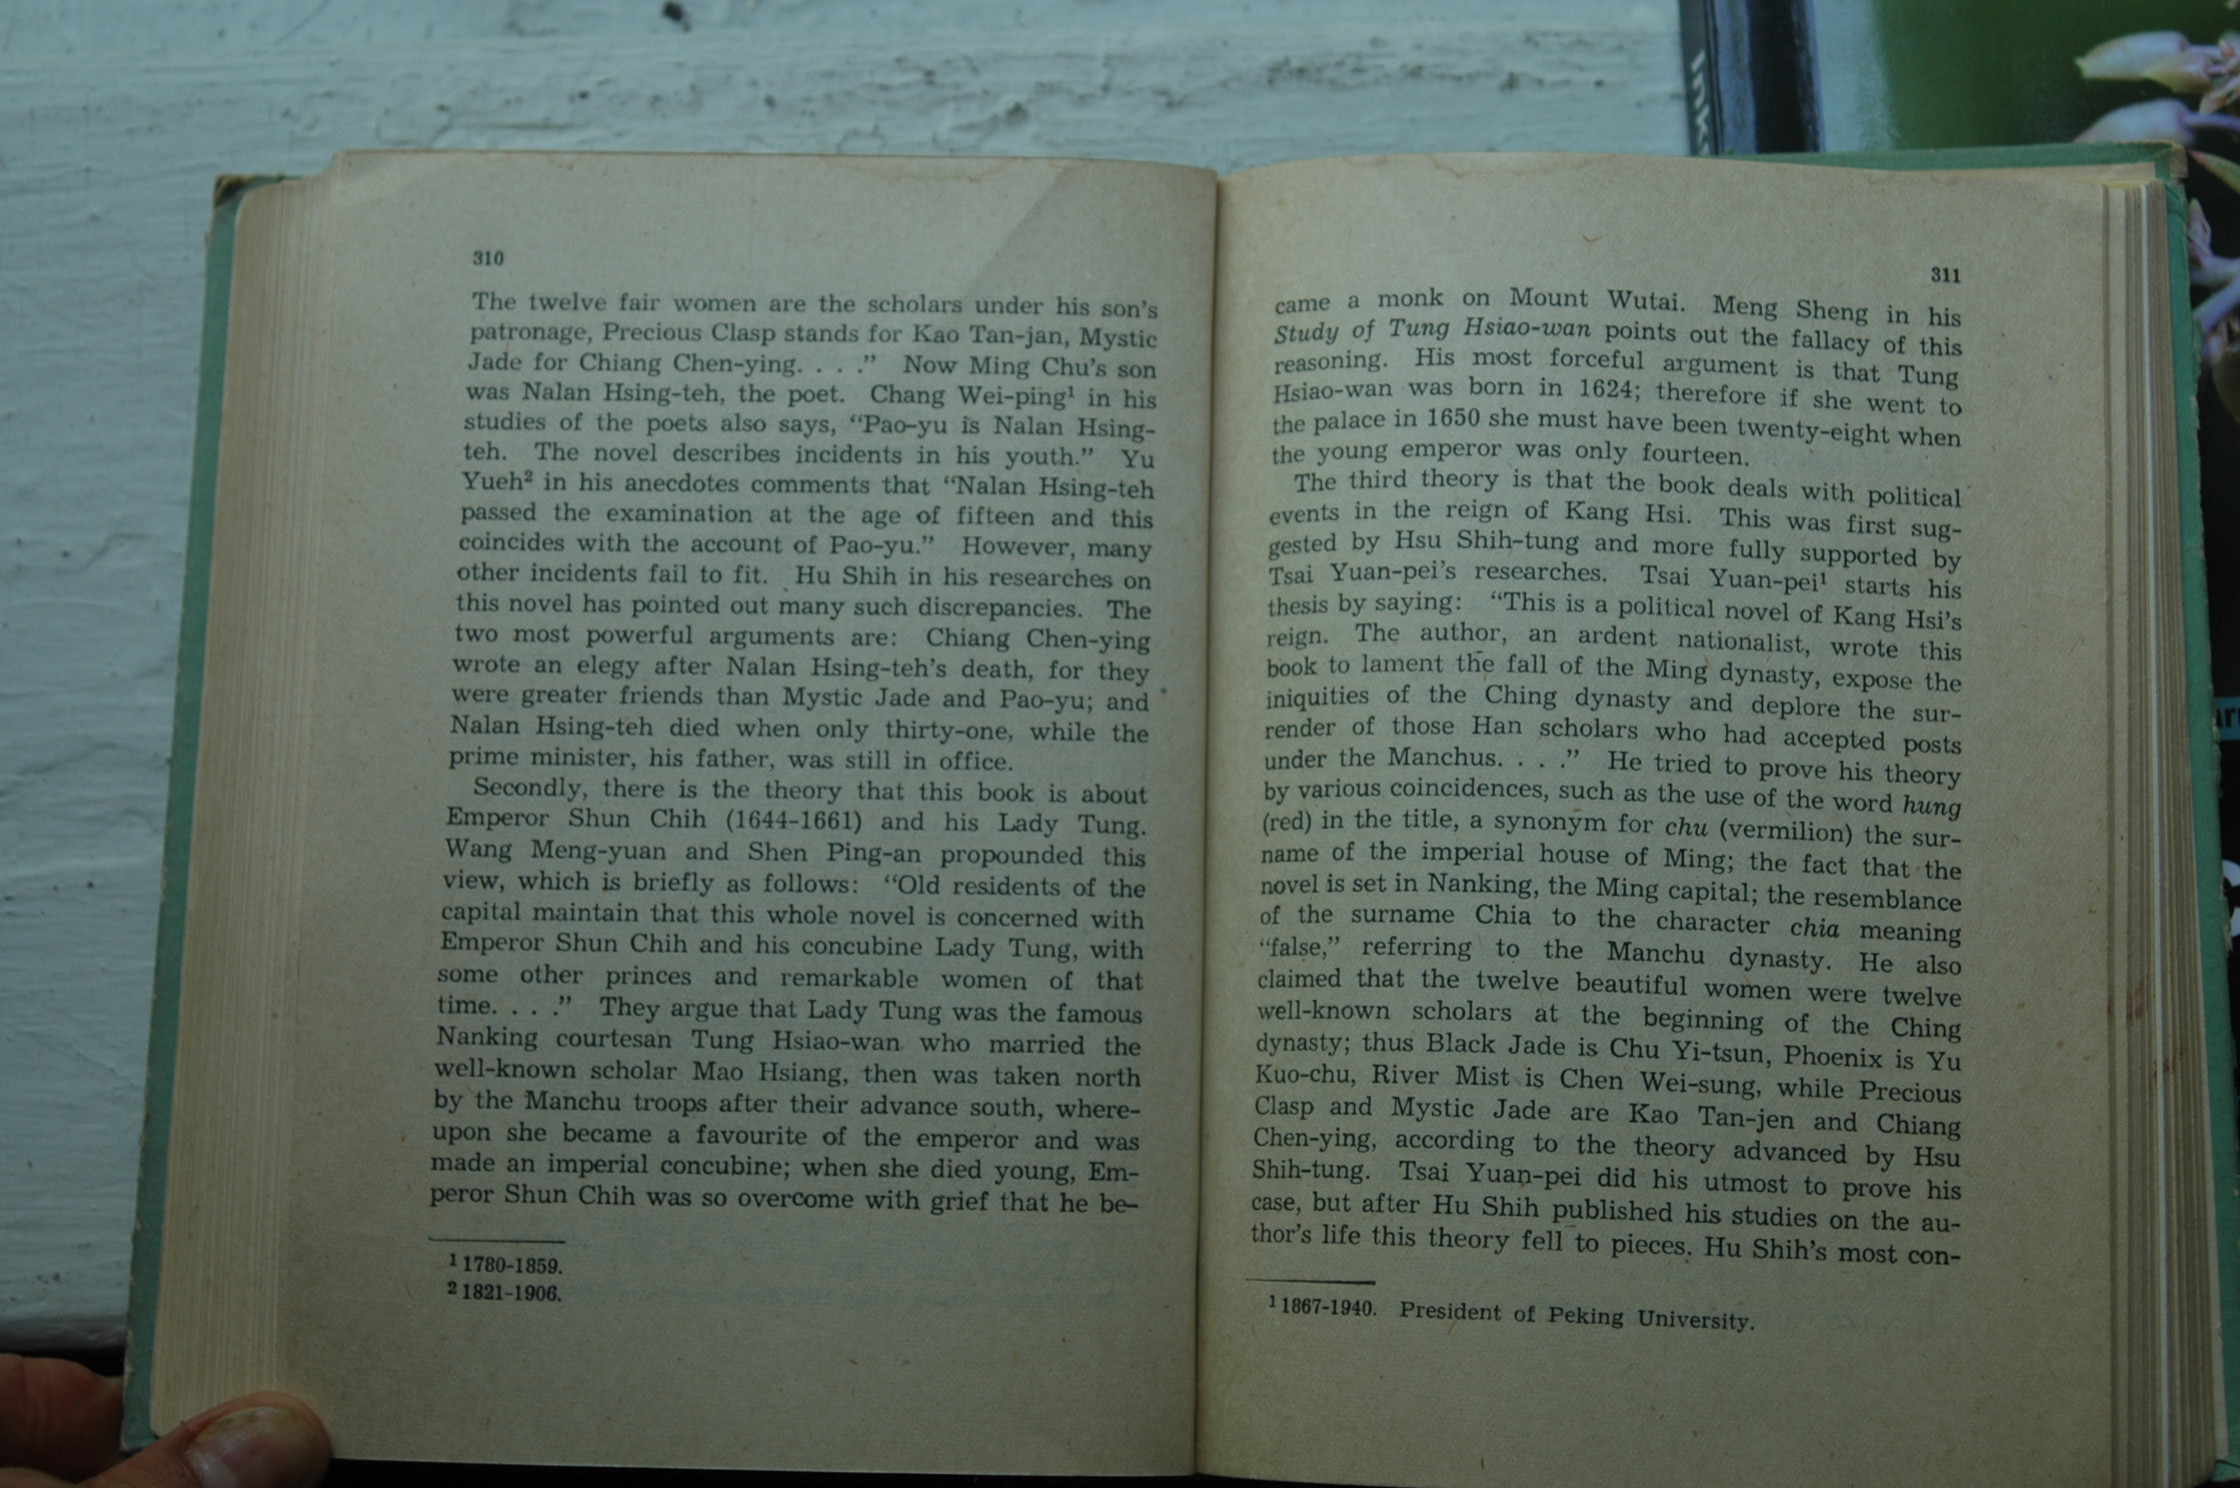 310
The twelve fair women are the scholars under his son's
patronage, Precious Clasp stands for Kao Tan-jan, Mystic
Jade for Chiang Chen-ying. . . ." Now Ming Chu's son
was Nalan Hsing-teh, the poet. Chang Wei-ping¹ in his
studies of the poets also says, "Pao-yu is Nalan Hsing-
teh. The novel describes incidents in his youth." Yu
Yueh² in his anecdotes comments that "Nalan Hsing-teh
passed the examination at the age of fifteen and this
coincides with the account of Pao-yu." However, many
other incidents fail to fit. Hu Shih in his researches on
this novel has pointed out many such discrepancies. The
two most powerful arguments are: Chiang Chen-ying
wrote an elegy after Nalan Hsing-teh's death, for they
were greater friends than Mystic Jade and Pao-yu; and
Nalan Hsing-teh died when only thirty-one, while the
prime minister, his father, was still in office.
Secondly, there is the theory that this book is about
Emperor Shun Chih (1644-1661) and his Lady Tung.
Wang Meng-yuan and Shen Ping-an propounded this
view, which is briefly as follows: "Old residents of the
capital maintain that this whole novel is concerned with
Emperor Shun Chih and his concubine Lady Tung, with
some other princes and remarkable women of that
time. . . ." They argue that Lady Tung was the famous
Nanking courtesan Tung Hsiao-wan who married the
well-known scholar Mao Hsiang, then was taken north
by the Manchu troops after their advance south, where-
upon she became a favourite of the emperor and was
made an imperial concubine; when she died young, Em-
peror Shun Chih was so overcome with grief that he be-
¹ 1780-1859.
² 1821-1906.
311
came a monk on Mount Wutai. Meng Sheng in his
Study of Tung Hsiao-wan points out the fallacy of this
reasoning. His most forceful argument is that Tung
Hsiao-wan was born in 1624; therefore if she went to
the palace in 1650 she must have been twenty-eight when
the young emperor was only fourteen.
The third theory is that the book deals with political
events in the reign of Kang Hsi. This was first sug-
gested by Hsu Shih-tung and more fully supported by
Tsai Yuan-pei's researches. Tsai Yuan-pei¹ starts his
thesis by saying: "This is a political novel of Kang Hsi's
reign. The author, an ardent nationalist, wrote this
book to lament the fall of the Ming dynasty, expose the
iniquities of the Ching dynasty and deplore the sur-
render of those Han scholars who had accepted posts
under the Manchus. . . ." He tried to prove his theory
by various coincidences, such as the use of the word hung
(red) in the title, a synonym for chu (vermilion) the sur-
name of the imperial house of Ming; the fact that the
novel is set in Nanking, the Ming capital; the resemblance
of the surname Chia to the character chia meaning
"false," referring to the Manchu dynasty. He also
claimed that the twelve beautiful women were twelve
well-known scholars at the beginning of the Ching
dynasty; thus Black Jade is Chu Yi-tsun, Phoenix is Yu
Kuo-chu, River Mist is Chen Wei-sung, while Precious
Clasp and Mystic Jade are Kao Tan-jen and Chiang
Chen-ying, according to the theory advanced by Hsu
Shih-tung. Tsai Yuan-pei did his utmost to prove his
case, but after Hu Shih published his studies on the au-
thor's life this theory fell to pieces. Hu Shih's most con-
¹ 1867-1940. President of Peking University.
Inks